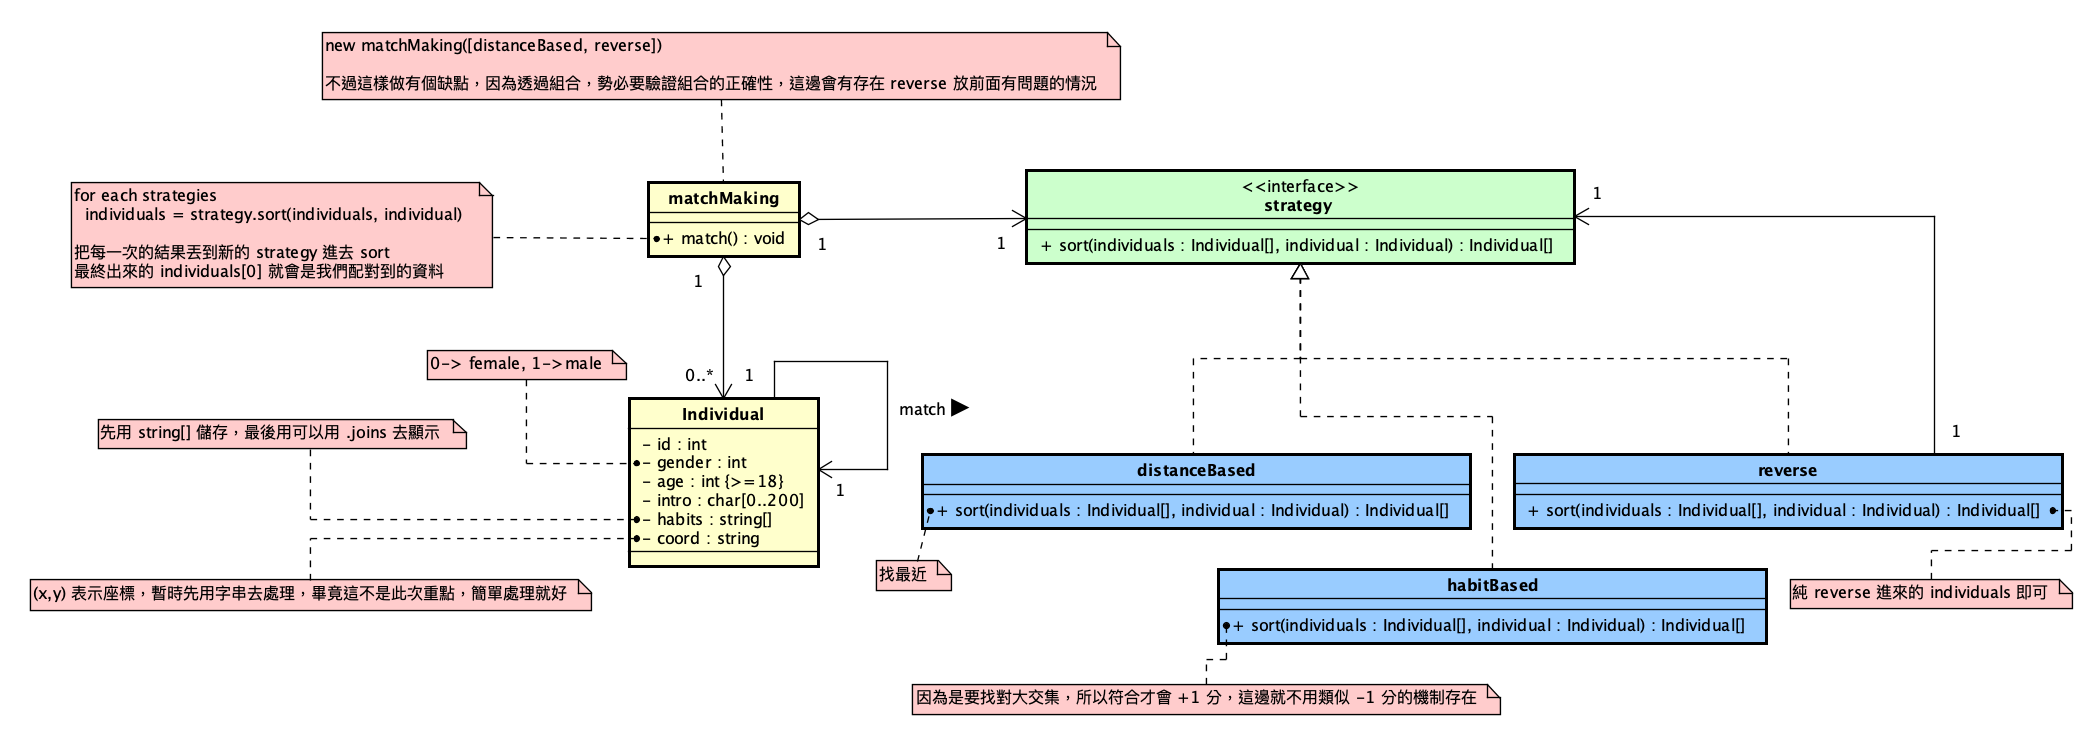 new matchMaking([distanceBased, reverse])
不過這樣做有個缺點，因為透過組合，勢必要驗證組合的正確性，這邊會有存在 reverse 放前面有問題的情況
for each strategies
individuals = strategy.sort(individuals, individual)
把每一次的結果丟到新的 strategy 進去 sort
最終出來的 individuals[0] 就會是我們配對到的資料
matchMaking
+ match() : void
1
1
1
<<interface>>
strategy
+ sort(individuals : Individual[], individual : Individual) : Individual[]
1
0-> female, 1->male
0..*
1
match
1
先用 string[] 儲存，最後用可以用 .joins 去顯示
Individual
- id : int
- gender : int
- age : int {>=18}
- intro : char[0..200]
- habits : string[]
- coord : string
(x,y) 表示座標，暫時先用字串去處理，畢竟這不是此次重點，簡單處理就好
distanceBased
+ sort(individuals : Individual[], individual : Individual) : Individual[]
找最近
1
reverse
+ sort(individuals : Individual[], individual : Individual) : Individual[]
純 reverse 進來的 individuals 即可
habitBased
+ sort(individuals : Individual[], individual : Individual) : Individual[]
因為是要找對大交集，所以符合才會 +1 分，這邊就不用類似 -1 分的機制存在